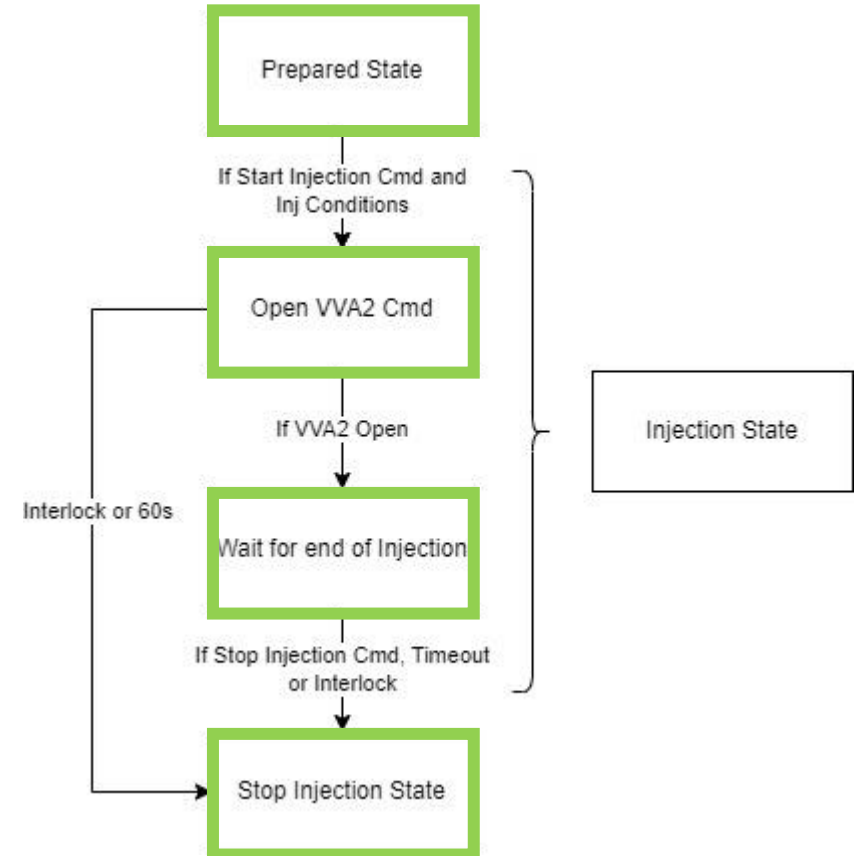 Prepared State
If Start Injection Cmd and
Inj Conditions
Open VVA2 Cmd
If VVA2 Open
Injection State
Interlock or 60s
Wait for end of Injection
If Stop Injection Cmd, Timeout
or Interlock
Stop Injection State